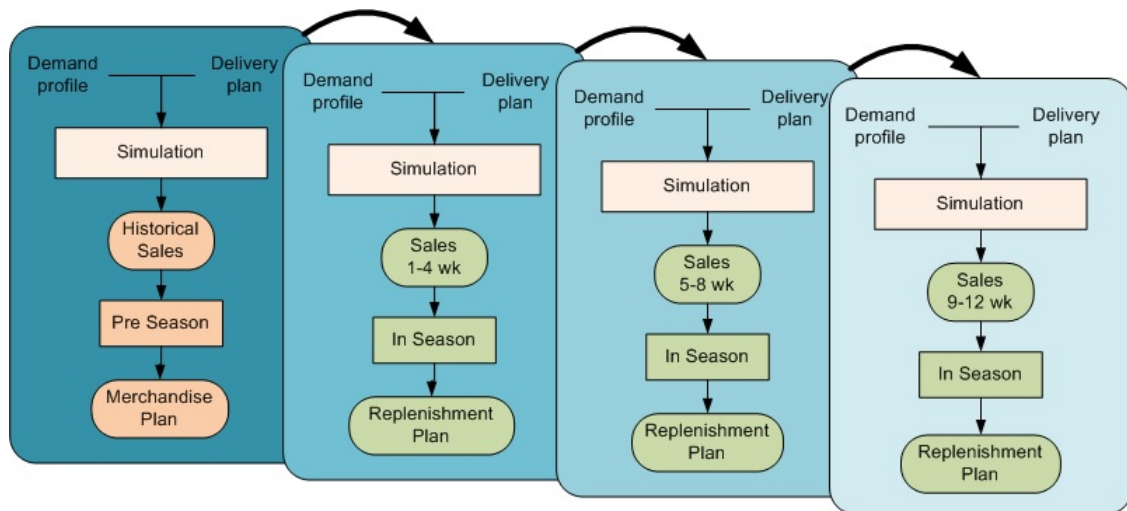 Demand
profile
Delivery
plan
Simulation
Historical
Sales
Pre Season
Merchandise
Plan
Demand
profile
Delivery
plan
Simulation
Sales
1-4 wk
In Season
Replenishment
Plan
Demand
profile
Delivery
plan
Simulation
Sales
5-8 wk
In Season
Replenishment
Plan
Demand
profile
Delivery
plan
Simulation
Sales
9-12 wk
In Season
Replenishment
Plan